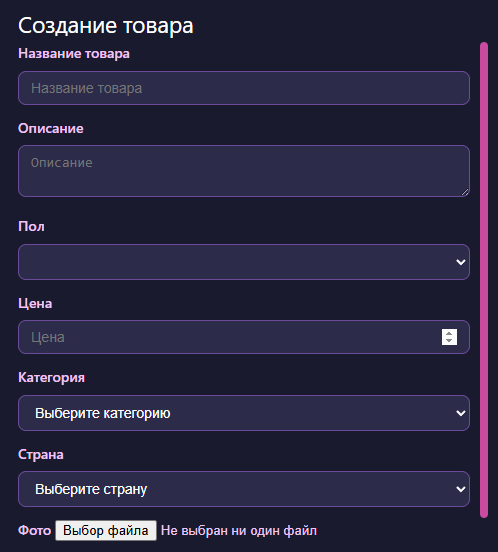 Создание товара
Название товара
Название товара
Описание
Описание
Пол
Цена
Цена
Категория
Выберите категорию
Страна
Выберите страну
Фото Выбор файла Не выбран ни один файл